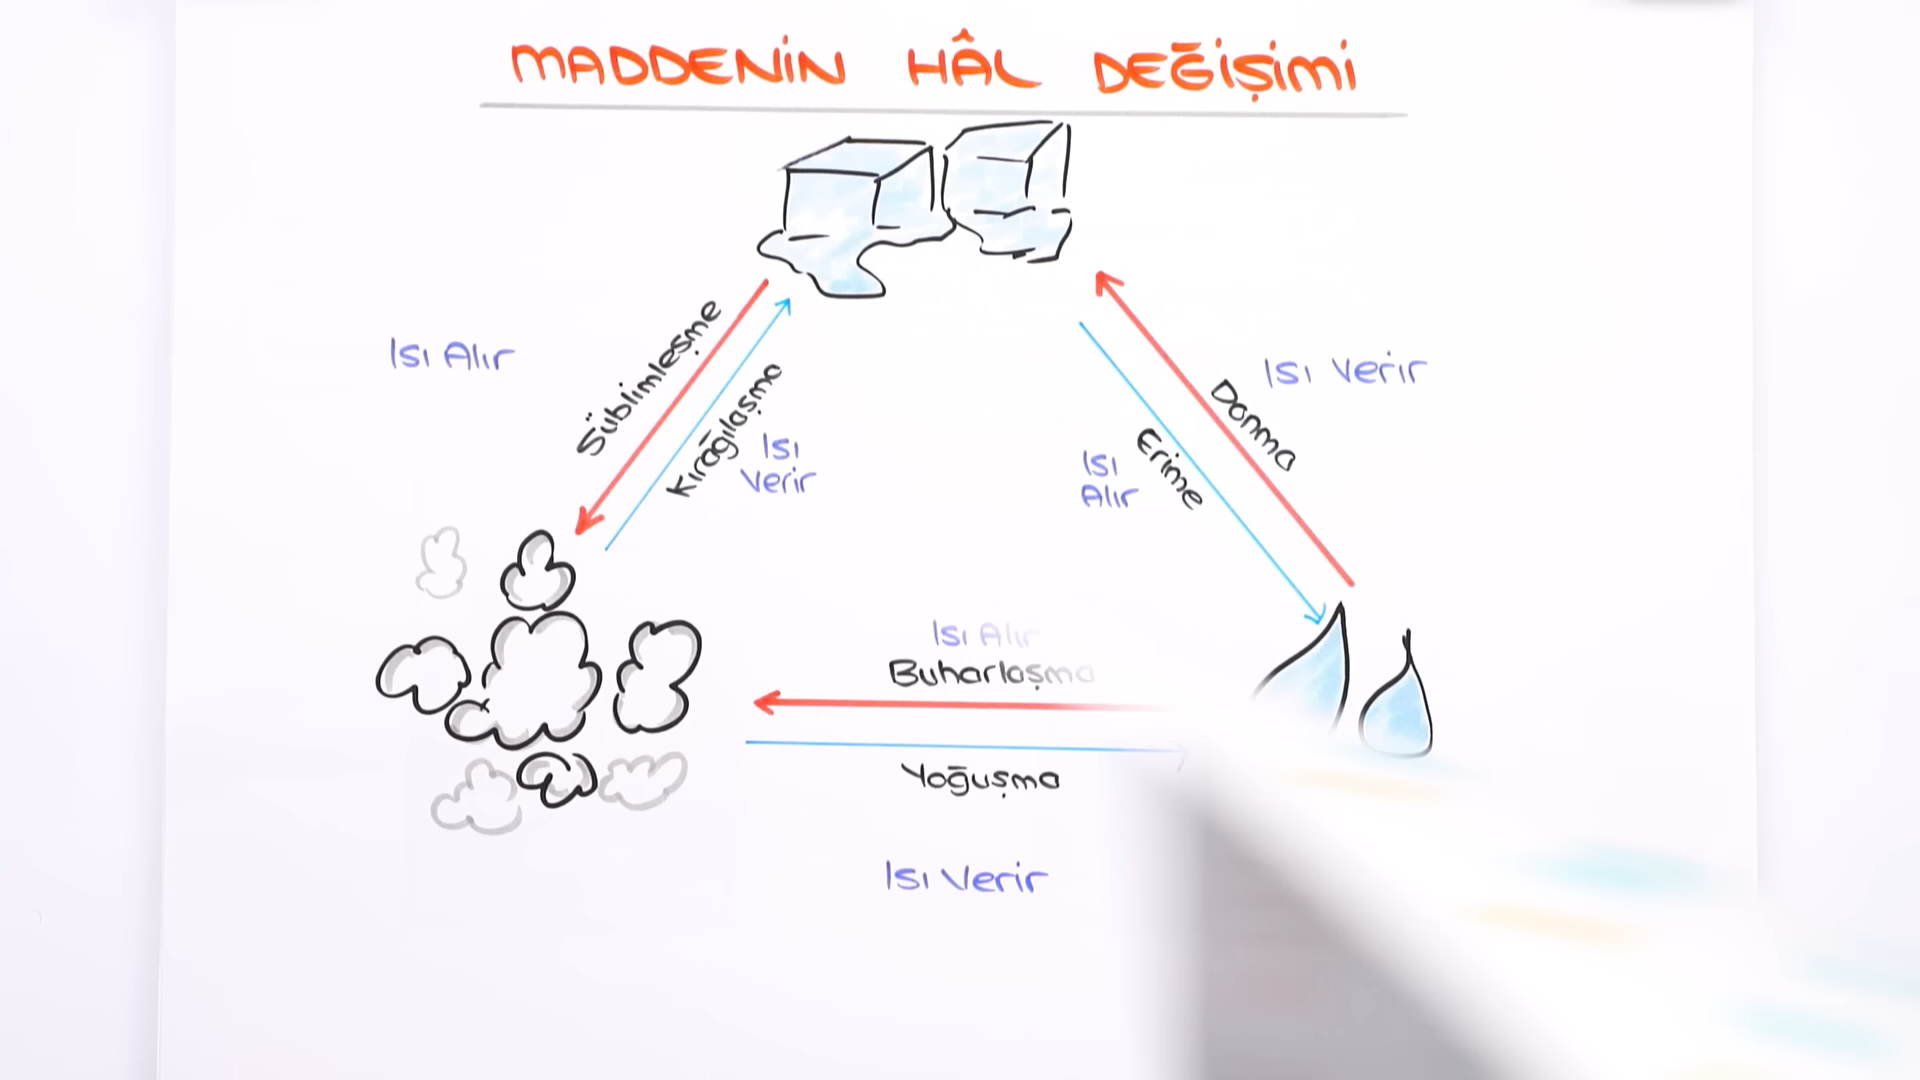 MADDENİN HÂL DEĞİŞİMİ
Isı Alır
Süblimleşme
Kırağılaşma
Isı
Verir
Isı Verir
Donma
Erime
Isı
Alır
Isı Alır
Buharlaşma
Yoğuşma
Isı Verir